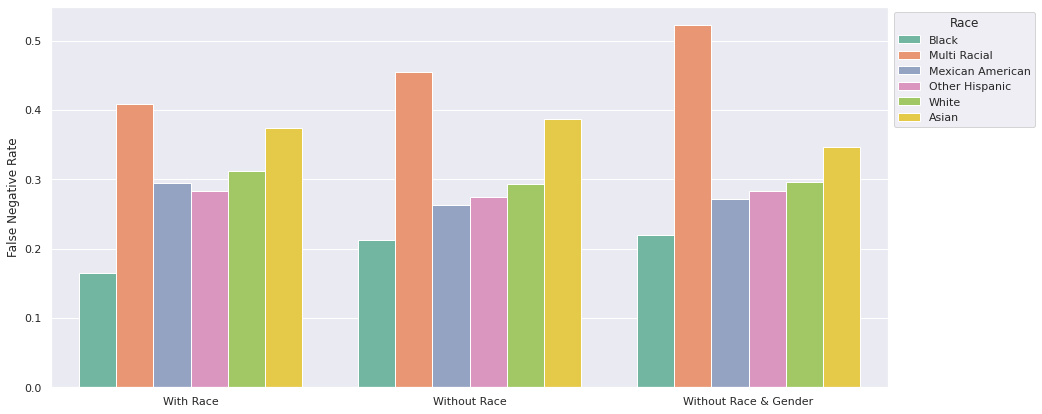 False Negative Rate
0.5
0.4
0.3
0.2
0.1
0.0
With Race
Without Race
Without Race & Gender
Race
Black
Multi Racial
Mexican American
Other Hispanic
White
Asian